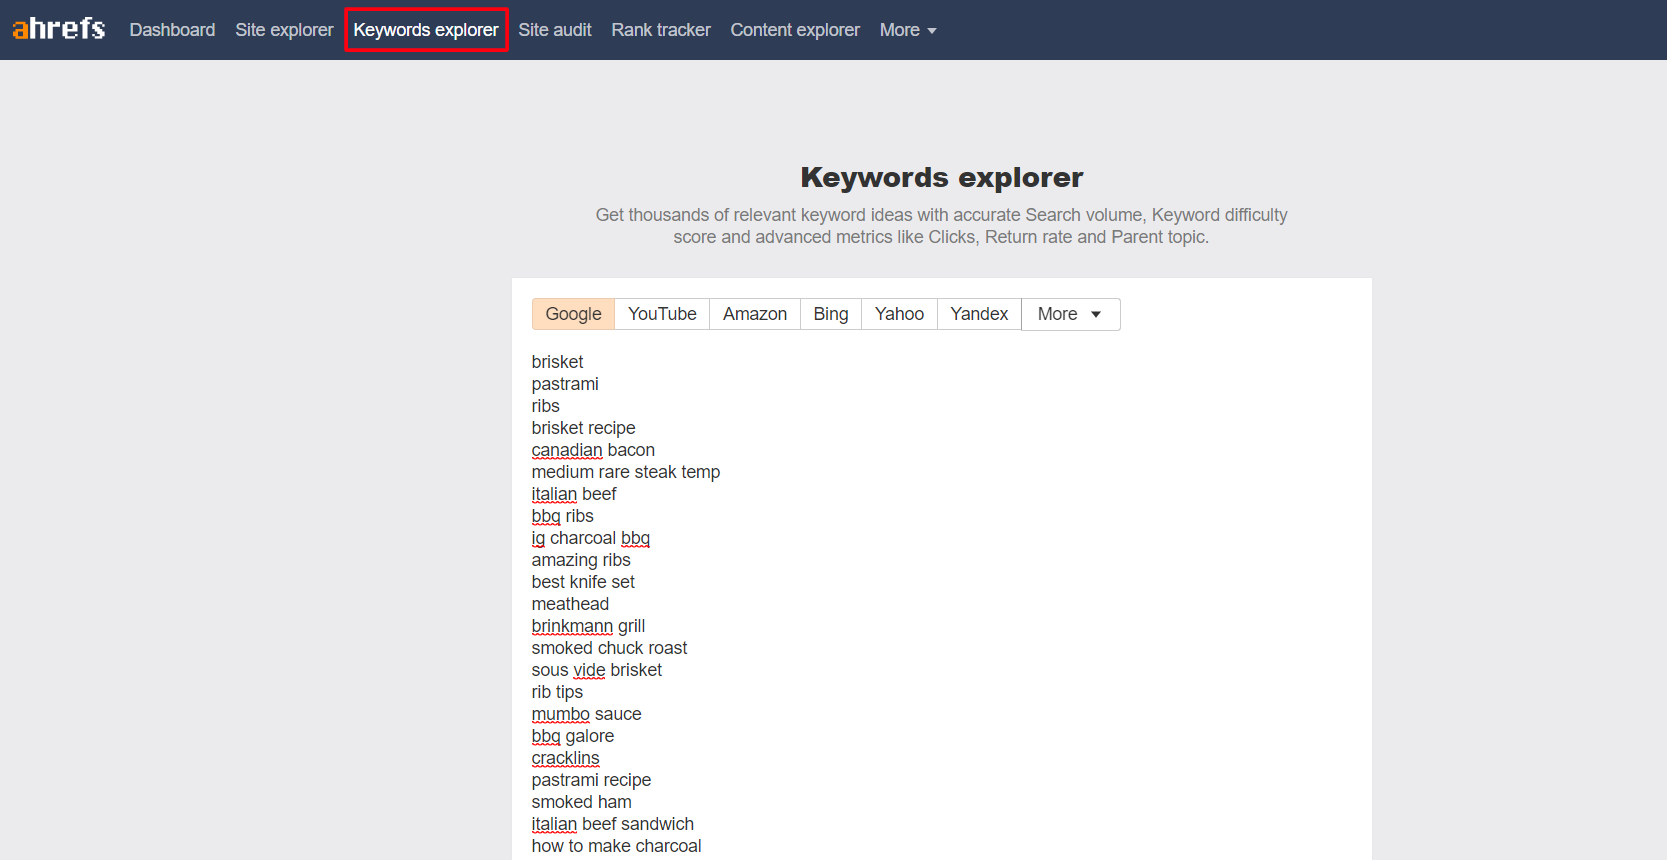 ahrefs Dashboard Site explorer Keywords explorer Site audit Rank tracker Content explorer More
Keywords explorer
Get thousands of relevant keyword ideas with accurate Search volume, Keyword difficulty
score and advanced metrics like Clicks, Return rate and Parent topic.
Google YouTube Amazon Bing Yahoo Yandex More
brisket
pastrami
ribs
brisket recipe
canadian bacon
medium rare steak temp
italian beef
bbq ribs
ig charcoal bbq
amazing ribs
best knife set
meathead
brinkmann grill
smoked chuck roast
sous vide brisket
rib tips
mumbo sauce
bbq galore
cracklins
pastrami recipe
smoked ham
italian beef sandwich
how to make charcoal